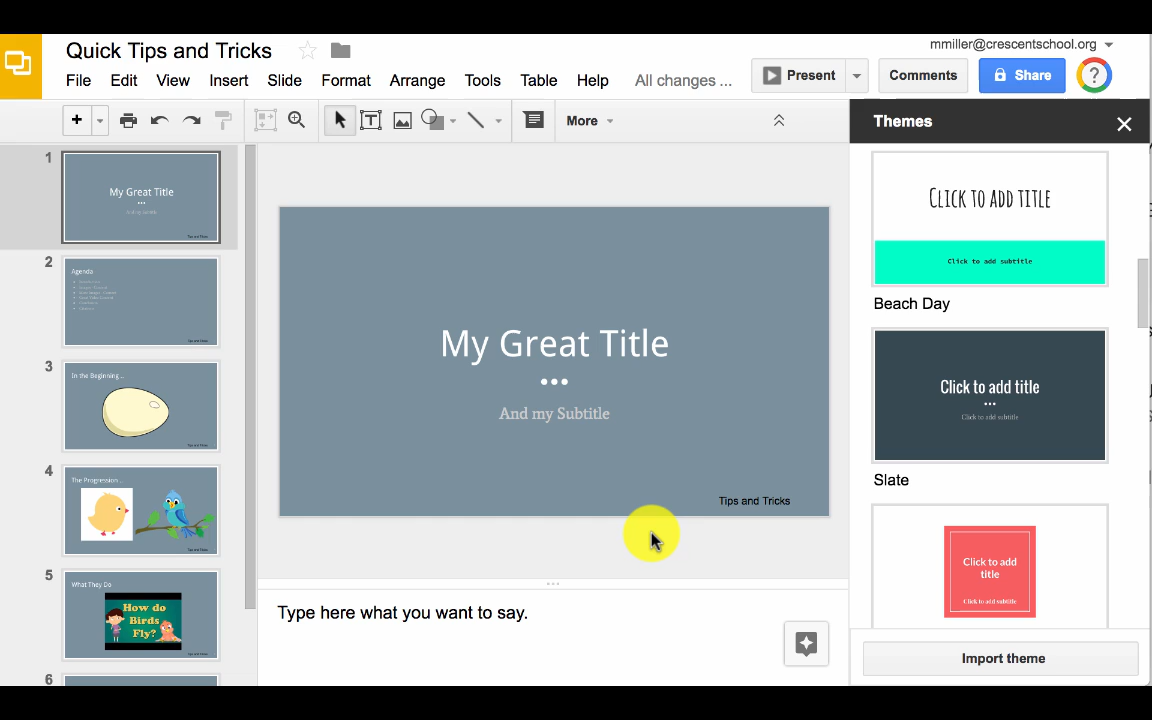 Quick Tips and Tricks
mmiller@crescentschool.org
File Edit View Insert Slide Format Arrange Tools Table Help All changes ...
Present Comments Share ?
More
Themes
1
My Great Title
Tips and Tricks
2
Agenda
3
In the Beginning...
4
The Progression...
5
What They Do
How do
Birds
Fly?
6
My Great Title
And my Subtitle
Tips and Tricks
Type here what you want to say.
Click to add title
Click to add subtitle
Beach Day
Click to add title
Click to add subtitle
Slate
Click to add
title
Click to add subtitle
Import theme